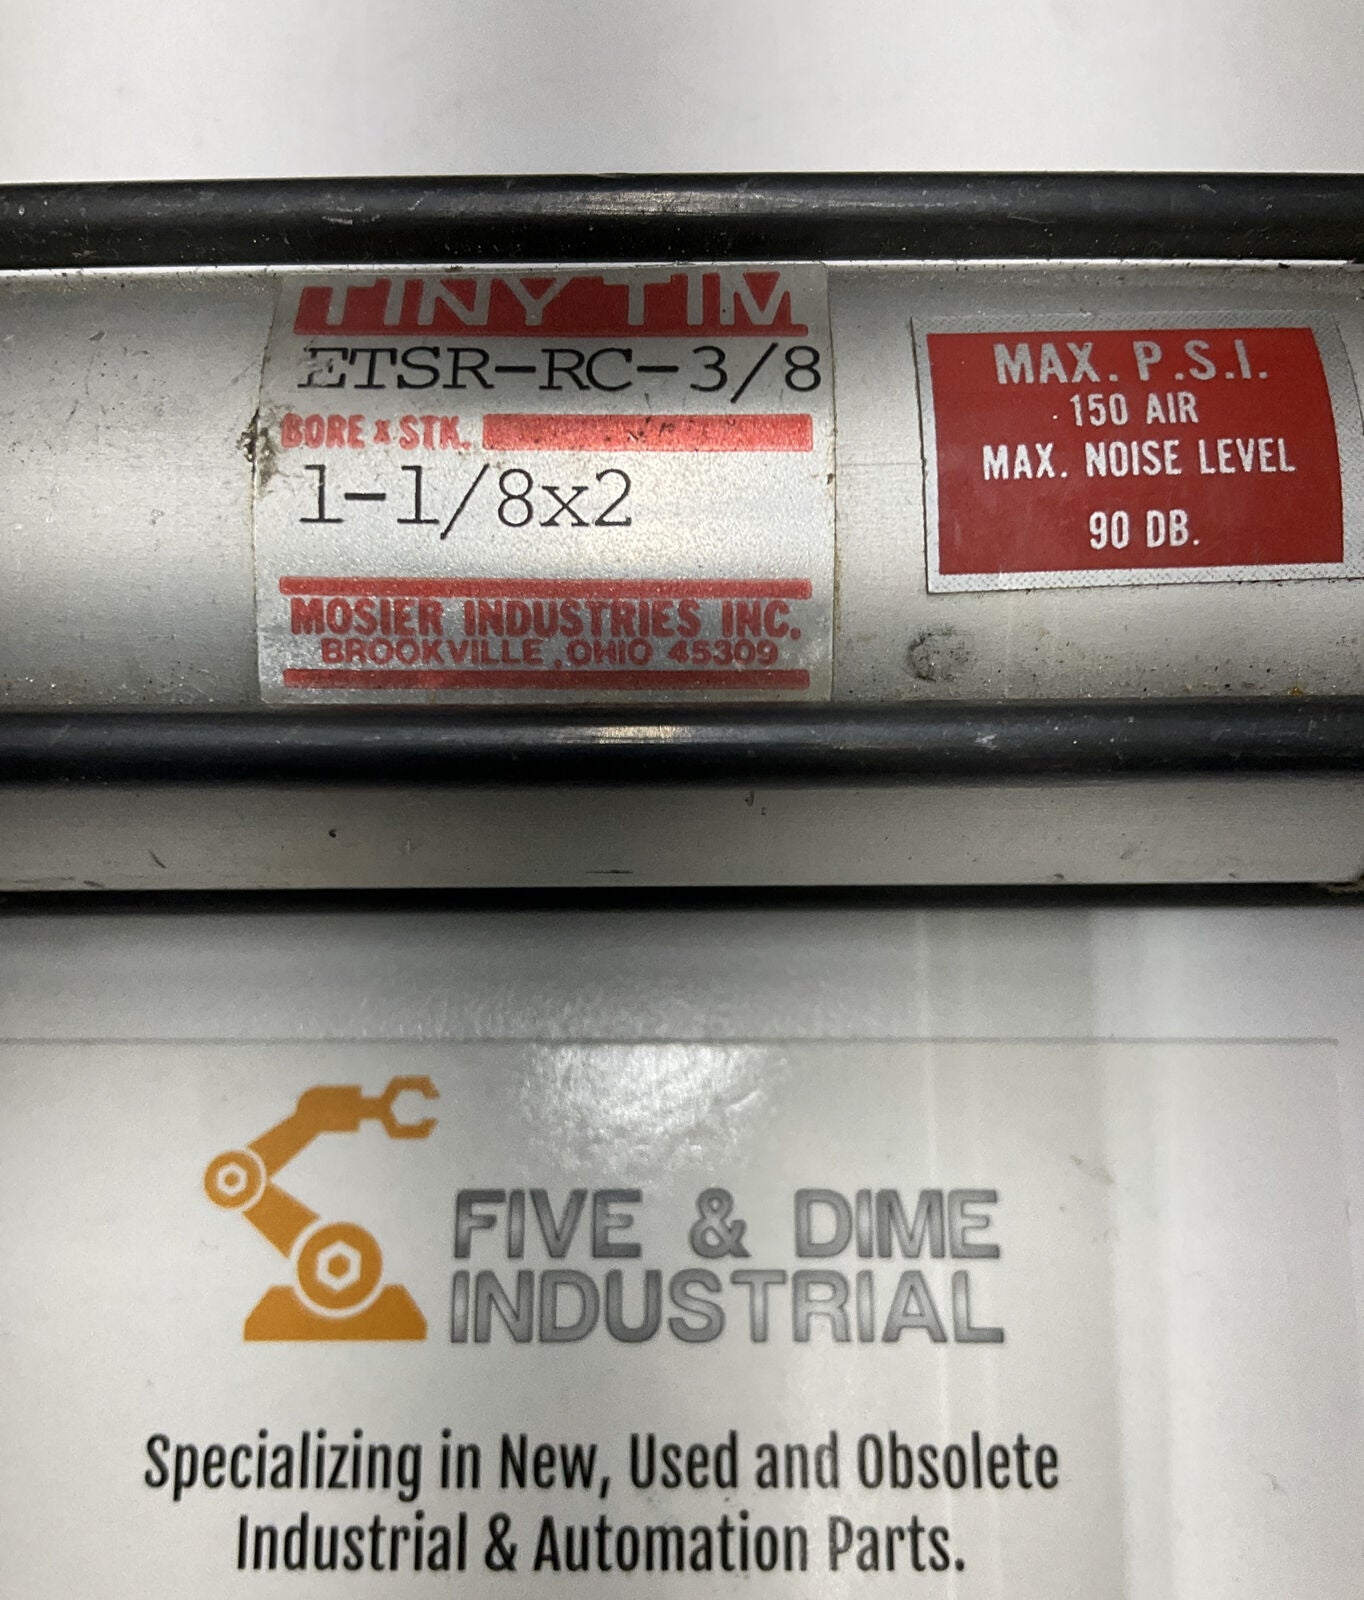 TINY TIM
ETSR-RC-3/8
BORE x STK.
1-1/8x2
MOSIER INDUSTRIES INC.
BROOKVILLE, OHIO 45309
MAX. P.S.I.
150 AIR
MAX. NOISE LEVEL
90 DB.
FIVE & DIME
INDUSTRIAL
Specializing in New, Used and Obsolete
Industrial & Automation Parts.